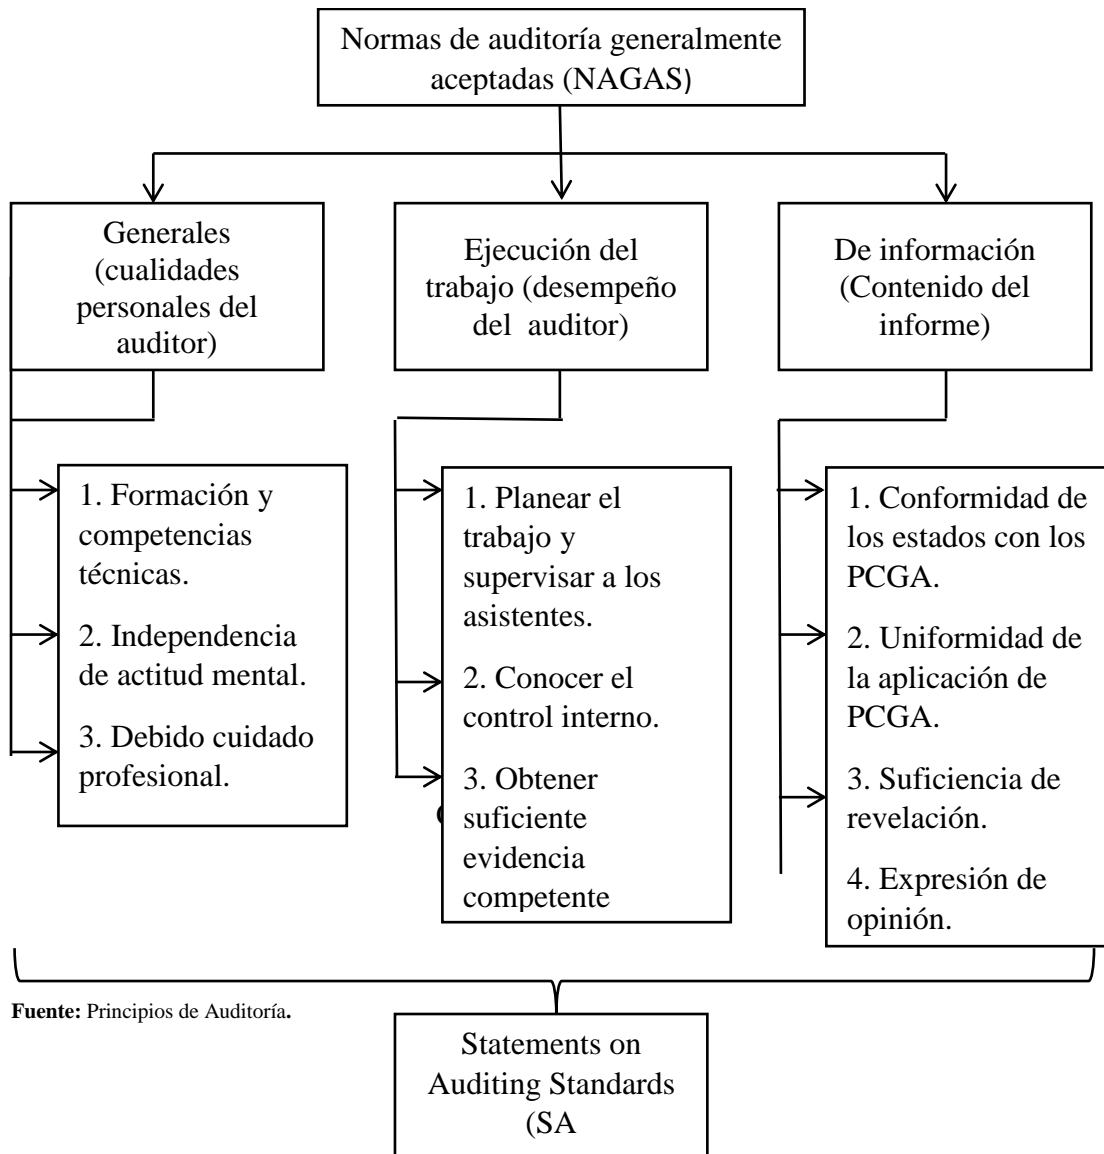 Normas de auditoría generalmente
aceptadas (NAGAS)
Generales
(cualidades
personales del
auditor)
Ejecución del
trabajo (desempeño
del auditor)
De información
(Contenido del
informe)
1. Formación y
competencias
técnicas.
2. Independencia
de actitud mental.
3. Debido cuidado
profesional.
1. Planear el
trabajo y
supervisar a los
asistentes.
2. Conocer el
control interno.
3. Obtener
suficiente
evidencia
competente
1. Conformidad de
los estados con los
PCGA.
2. Uniformidad de
la aplicación de
PCGA.
3. Suficiencia de
revelación.
4. Expresión de
opinión.
Fuente: Principios de Auditoría.
Statements on
Auditing Standards
(SA